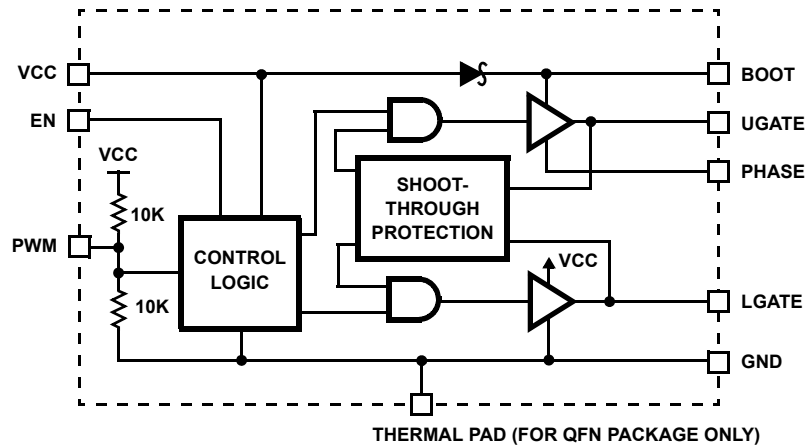 VCC
BOOT
EN
UGATE
VCC
PHASE
10K
SHOOT-
THROUGH
PROTECTION
PWM
CONTROL
LOGIC
VCC
10K
LGATE
GND
THERMAL PAD (FOR QFN PACKAGE ONLY)